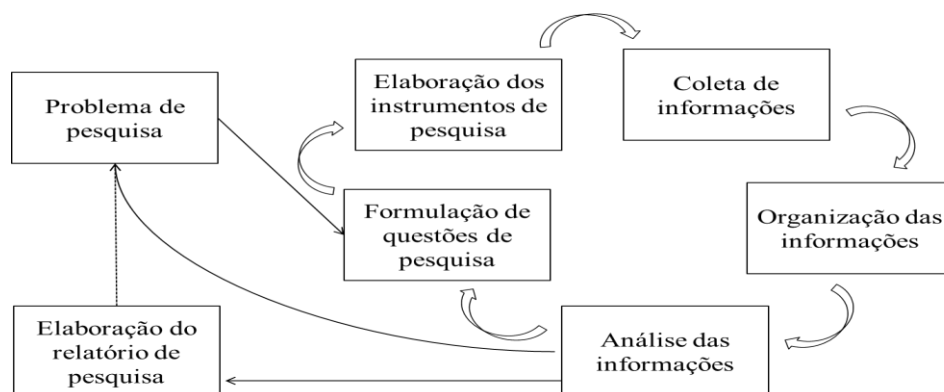 Problema de
pesquisa
Elaboração dos
instrumentos de
pesquisa
Coleta de
informações
Formulação de
questões de
pesquisa
Organização das
informações
Elaboração do
relatório de
pesquisa
Análise das
informações